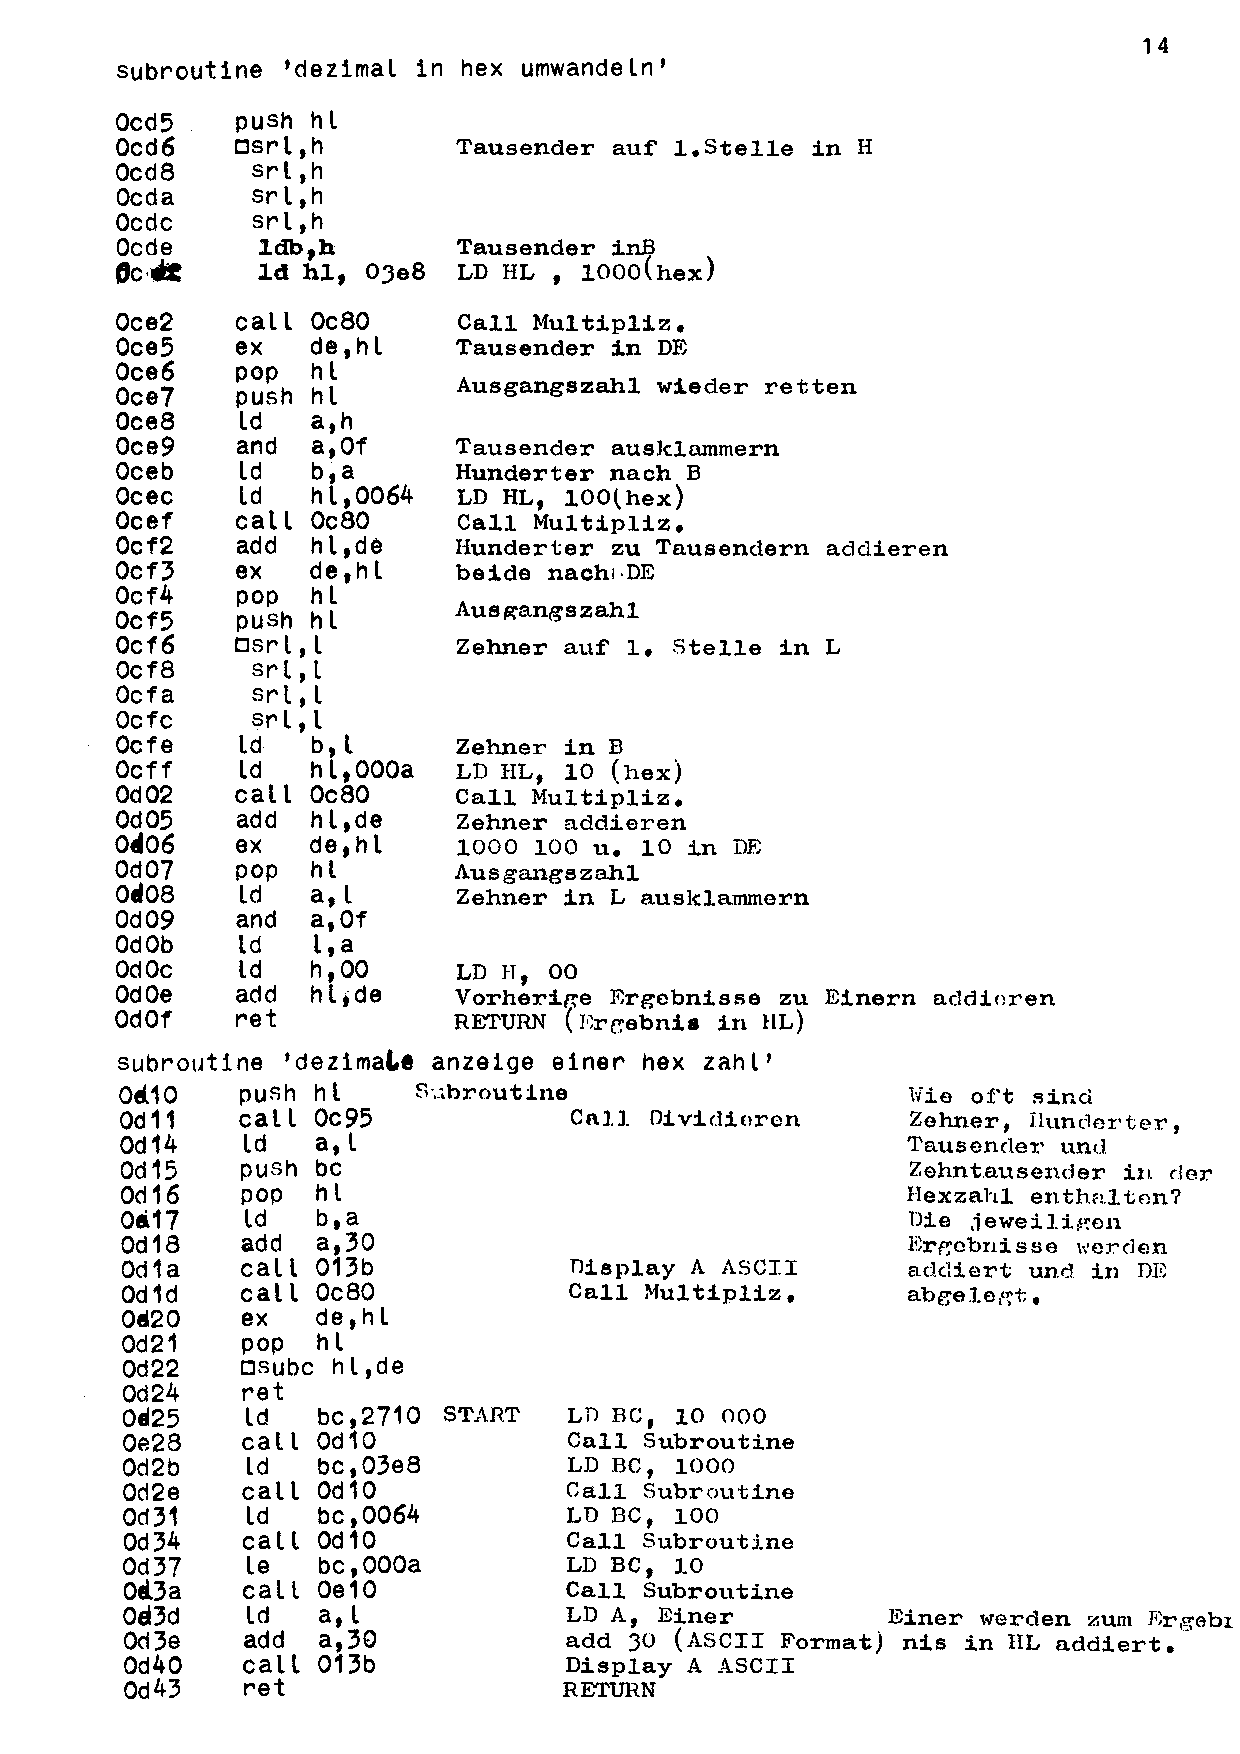 14
subroutine 'dezimal in hex umwandeln'
0cd5 push hl
0cd6 □srl,h Tausender auf 1.Stelle in H
0cd8 srl,h
0cda srl,h
0cdc srl,h
0cde ldb,h Tausender inB
ld hl, 03e8 LD HL , 1000(hex)
0ce2 call 0c80 Call Multipliz.
0ce5 ex de,hl Tausender in DE
0ce6 pop hl
Ausgangszahl wieder retten
0ce7 push hl
0ce8 ld a,h
0ce9 and a,0f Tausender ausklammern
0ceb ld b,a Hunderter nach B
0cec ld hl,0064 LD HL, 100(hex)
0cef call 0c80 Call Multipliz.
0cf2 add hl,de Hunderter zu Tausendern addieren
0cf3 ex de,hl beide nach DE
0cf4 pop hl
Ausgangszahl
0cf5 push hl
0cf6 □srl,l Zehner auf 1. Stelle in L
0cf8 srl,l
0cfa srl,l
0cfc srl,l
0cfe ld b,l Zehner in B
0cff ld hl,000a LD HL, 10 (hex)
0d02 call 0c80 Call Multipliz.
0d05 add hl,de Zehner addieren
0d06 ex de,hl 1000 100 u. 10 in DE
0d07 pop hl Ausgangszahl
0d08 ld a,l Zehner in L ausklammern
0d09 and a,0f
0d0b ld l,a
0d0c ld h,00 LD H, 00
0d0e add hl,de Vorherige Ergebnisse zu Einern addieren
0d0f ret RETURN (Ergebnis in HL)
subroutine 'dezimale anzeige einer hex zahl'
0d10 push hl Subroutine Wie oft sind
0d11 call 0c95 Call Dividieren Zehner, Hunderter,
0d14 ld a,l Tausender und
0d15 push bc Zehntausender in der
0d16 pop hl Hexzahl enthalten?
0d17 ld b,a Die jeweiligen
0d18 add a,30 Ergebnisse werden
0d1a call 013b Display A ASCII addiert und in DE
0d1d call 0c80 Call Multipliz. abgelegt.
0d20 ex de,hl
0d21 pop hl
0d22 □subc hl,de
0d24 ret
0d25 ld bc,2710 START LD BC, 10 000
0e28 call 0d10 Call Subroutine
0d2b ld bc,03e8 LD BC, 1000
0d2e call 0d10 Call Subroutine
0d31 ld bc,0064 LD BC, 100
0d34 call 0d10 Call Subroutine
0d37 le bc,000a LD BC, 10
0d3a call 0e10 Call Subroutine
0d3d ld a,l LD A, Einer Einer werden zum Ergebi
0d3e add a,30 add 30 (ASCII Format) nis in HL addiert.
0d40 call 013b Display A ASCII
0d43 ret RETURN